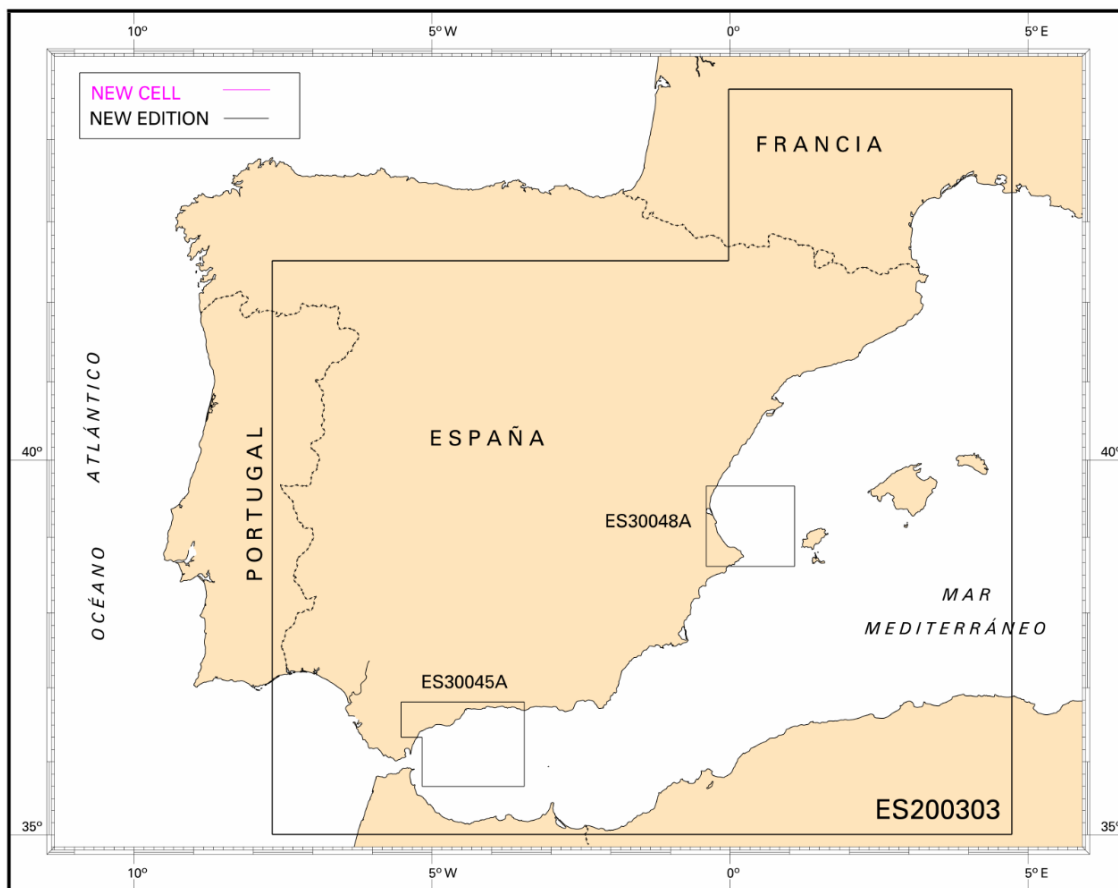 10º 5º W 0º 5º E
NEW CELL
NEW EDITION
FRANCIA
OCÉANO ATLÁNTICO
PORTUGAL
ESPAÑA
40º 40º
ES30048A
MAR
MEDITERRÁNEO
ES30045A
ES200303
35º 35º
10º 5º W 0º 5º E